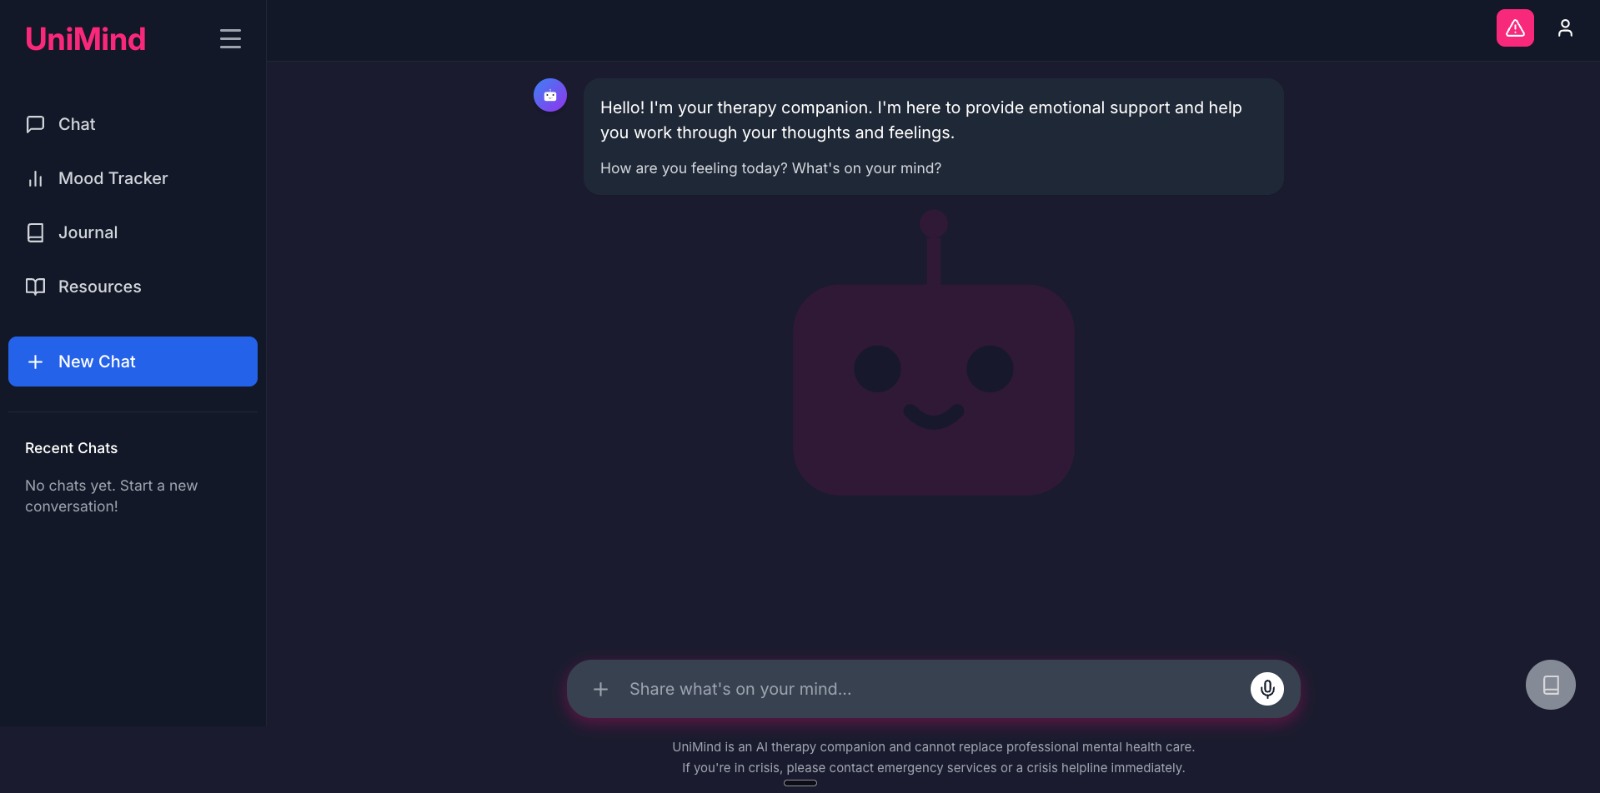 UniMind
Chat
Mood Tracker
Journal
Resources
New Chat
Recent Chats
No chats yet. Start a new
conversation!
Hello! I'm your therapy companion. I'm here to provide emotional support and help
you work through your thoughts and feelings.
How are you feeling today? What's on your mind?
Share what's on your mind...
UniMind is an AI therapy companion and cannot replace professional mental health care.
If you're in crisis, please contact emergency services or a crisis helpline immediately.